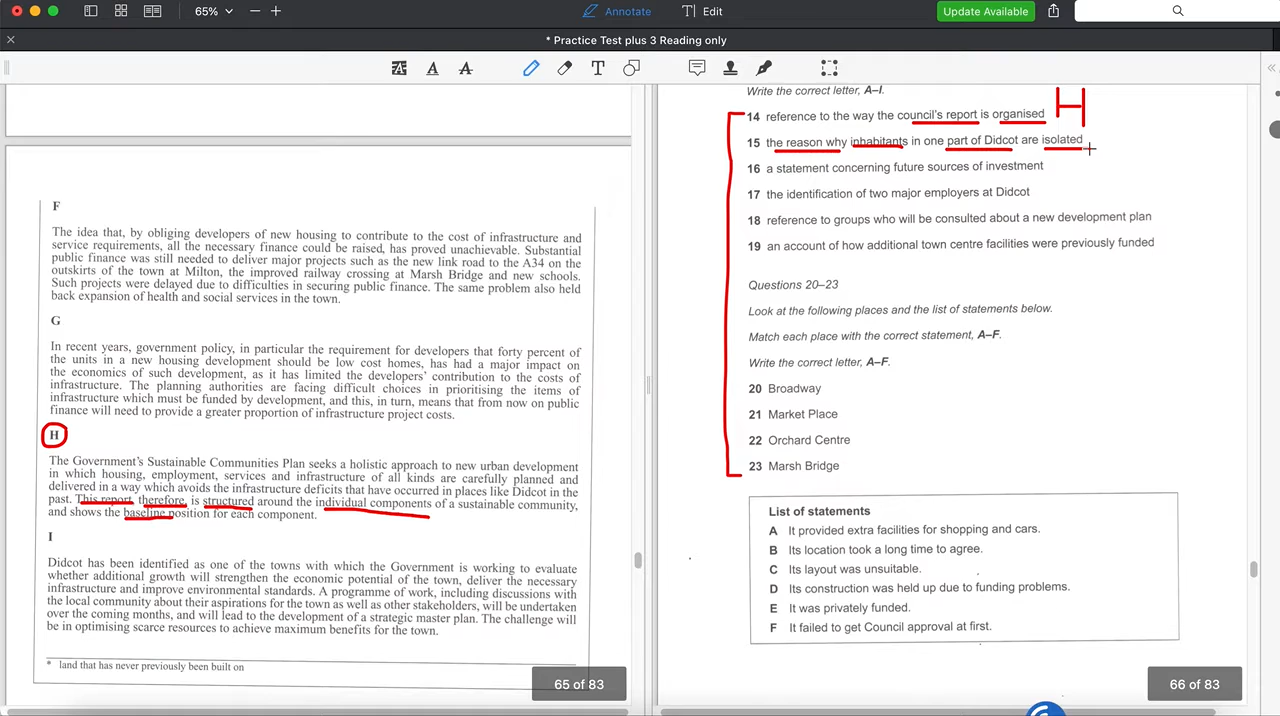 65%
Annotate
Edit
Update Available
* Practice Test plus 3 Reading only
F
The idea that, by obliging developers of new housing to contribute to the cost of infrastructure and
service requirements, all the necessary finance could be raised, has proved unachievable. Substantial
public finance was still needed to deliver major projects such as the new link road to the A34 on the
outskirts of the town at Milton, the improved railway crossing at Marsh Bridge and new schools.
Such projects were delayed due to difficulties in securing public finance. The same problem also held
back expansion of health and social services in the town.
G
In recent years, government policy, in particular the requirement for developers that forty percent of
the units in a new housing development should be low cost homes, has had a major impact on
the economics of such development, as it has limited the developers' contribution to the costs of
infrastructure. The planning authorities are facing difficult choices in prioritising the items of
infrastructure which must be funded by development, and this, in turn, means that from now on public
finance will need to provide a greater proportion of infrastructure project costs.
H
The Government's Sustainable Communities Plan seeks a holistic approach to new urban development
in which housing, employment, services and infrastructure of all kinds are carefully planned and
delivered in a way which avoids the infrastructure deficits that have occurred in places like Didcot in the
past. This report, therefore, is structured around the individual components of a sustainable community,
and shows the baseline position for each component.
I
Didcot has been identified as one of the towns with which the Government is working to evaluate
whether additional growth will strengthen the economic potential of the town, deliver the necessary
infrastructure and improve environmental standards. A programme of work, including discussions with
the local community about their aspirations for the town as well as other stakeholders, will be undertaken
over the coming months, and will lead to the development of a strategic master plan. The challenge will
be in optimising scarce resources to achieve maximum benefits for the town.
* land that has never previously been built on
65 of 83
Write the correct letter, A–I.
14 reference to the way the council's report is organised H
15 the reason why inhabitants in one part of Didcot are isolated
16 a statement concerning future sources of investment
17 the identification of two major employers at Didcot
18 reference to groups who will be consulted about a new development plan
19 an account of how additional town centre facilities were previously funded
Questions 20–23
Look at the following places and the list of statements below.
Match each place with the correct statement, A–F.
Write the correct letter, A–F.
20 Broadway
21 Market Place
22 Orchard Centre
23 Marsh Bridge
List of statements
A It provided extra facilities for shopping and cars.
B Its location took a long time to agree.
C Its layout was unsuitable.
D Its construction was held up due to funding problems.
E It was privately funded.
F It failed to get Council approval at first.
66 of 83